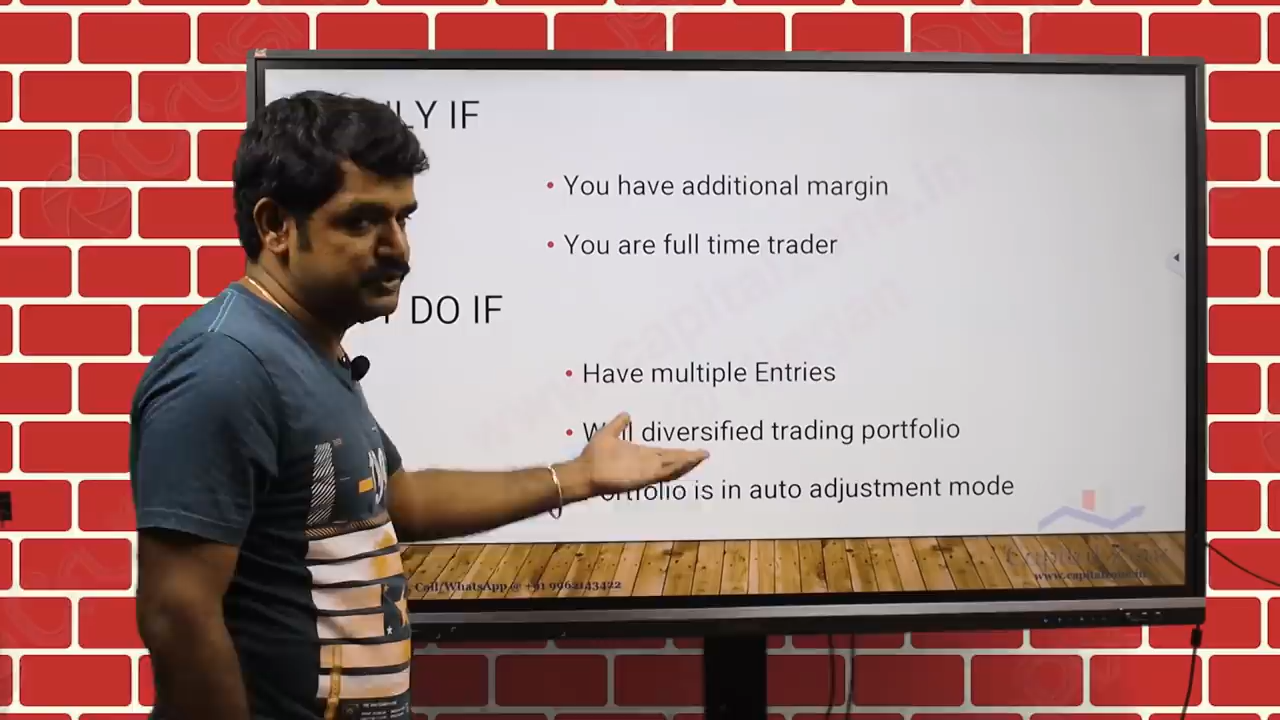 LY IF
• You have additional margin
• You are full time trader
DO IF
• Have multiple Entries
• Well diversified trading portfolio
ortfolio is in auto adjustment mode
Call/WhatsApp @ +91 9962143422
www.capitalzone.in